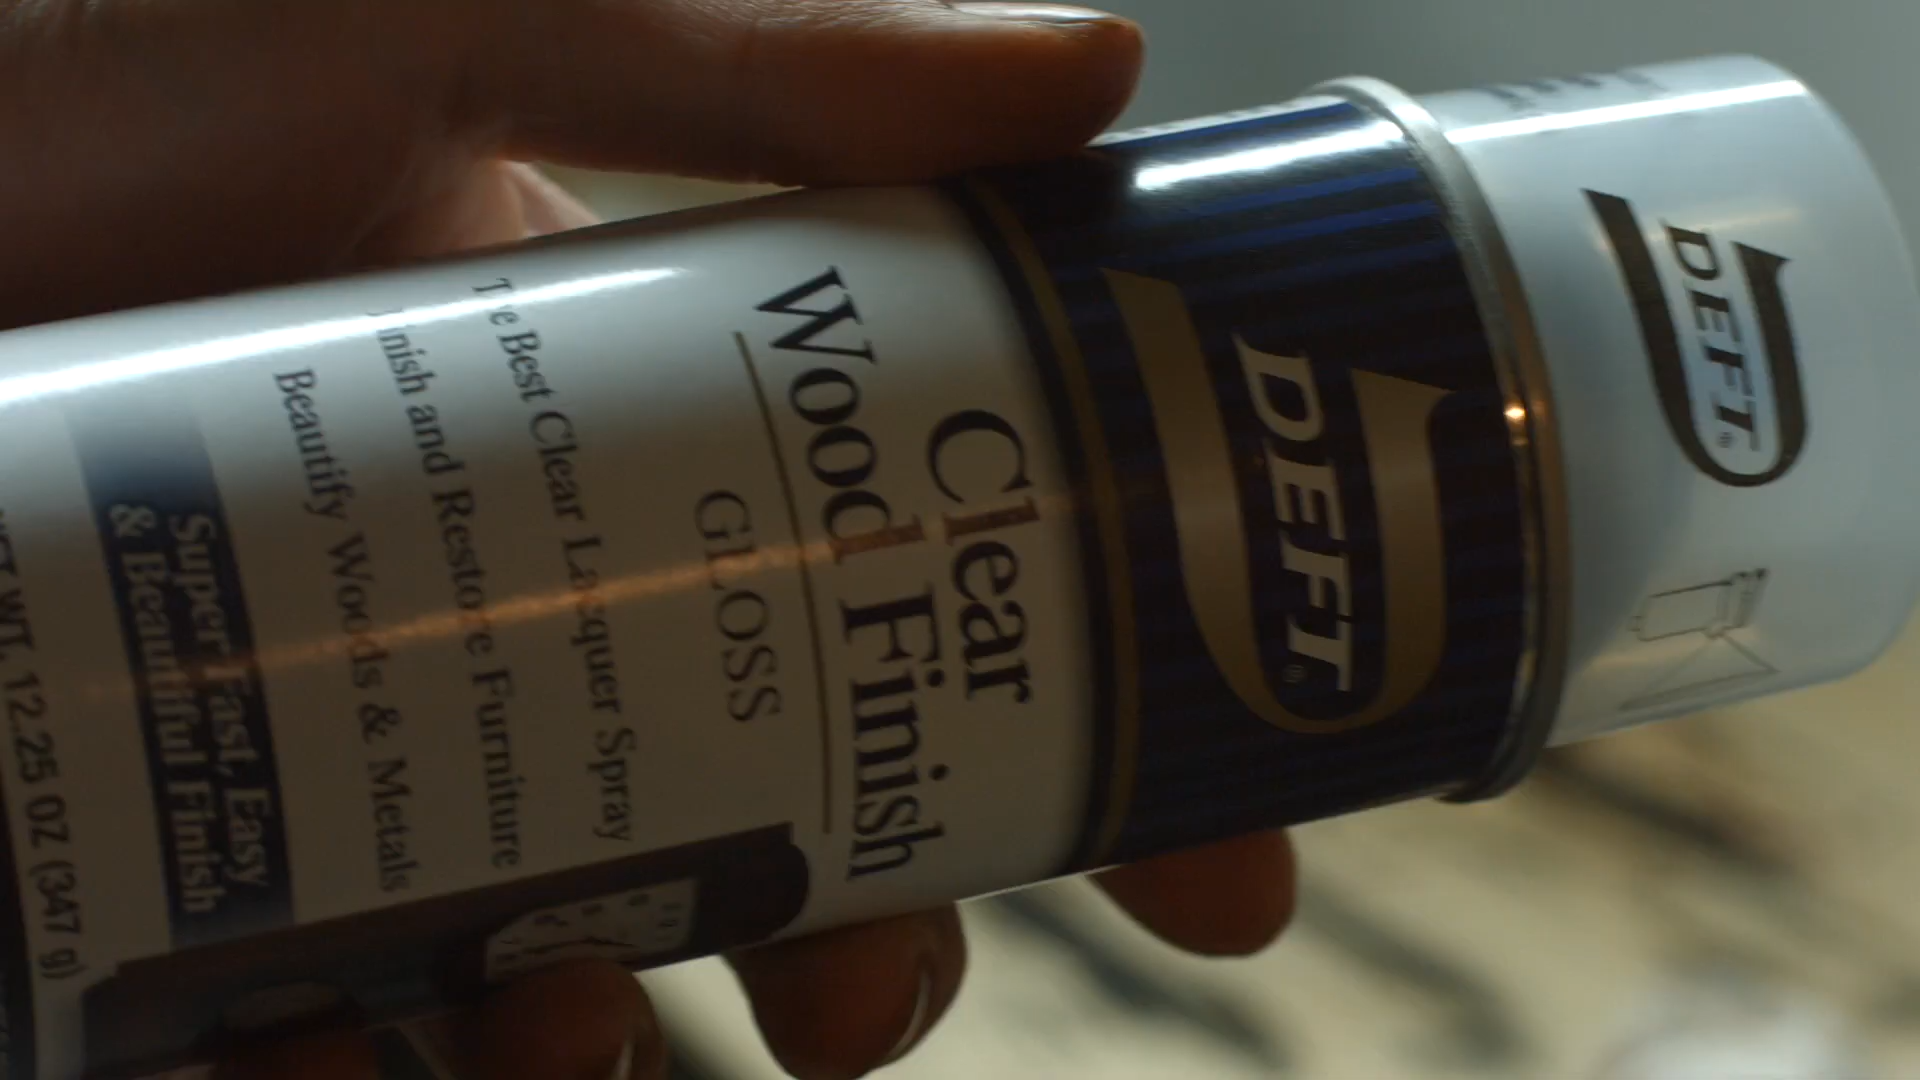 DEFT®
DEFT®
Clear
Wood Finish
GLOSS
The Best Clear Lacquer Spray
Finish and Restore Furniture
Beautify Woods & Metals
Super Fast, Easy
& Beautiful Finish
WT. 12.25 OZ (347 g)